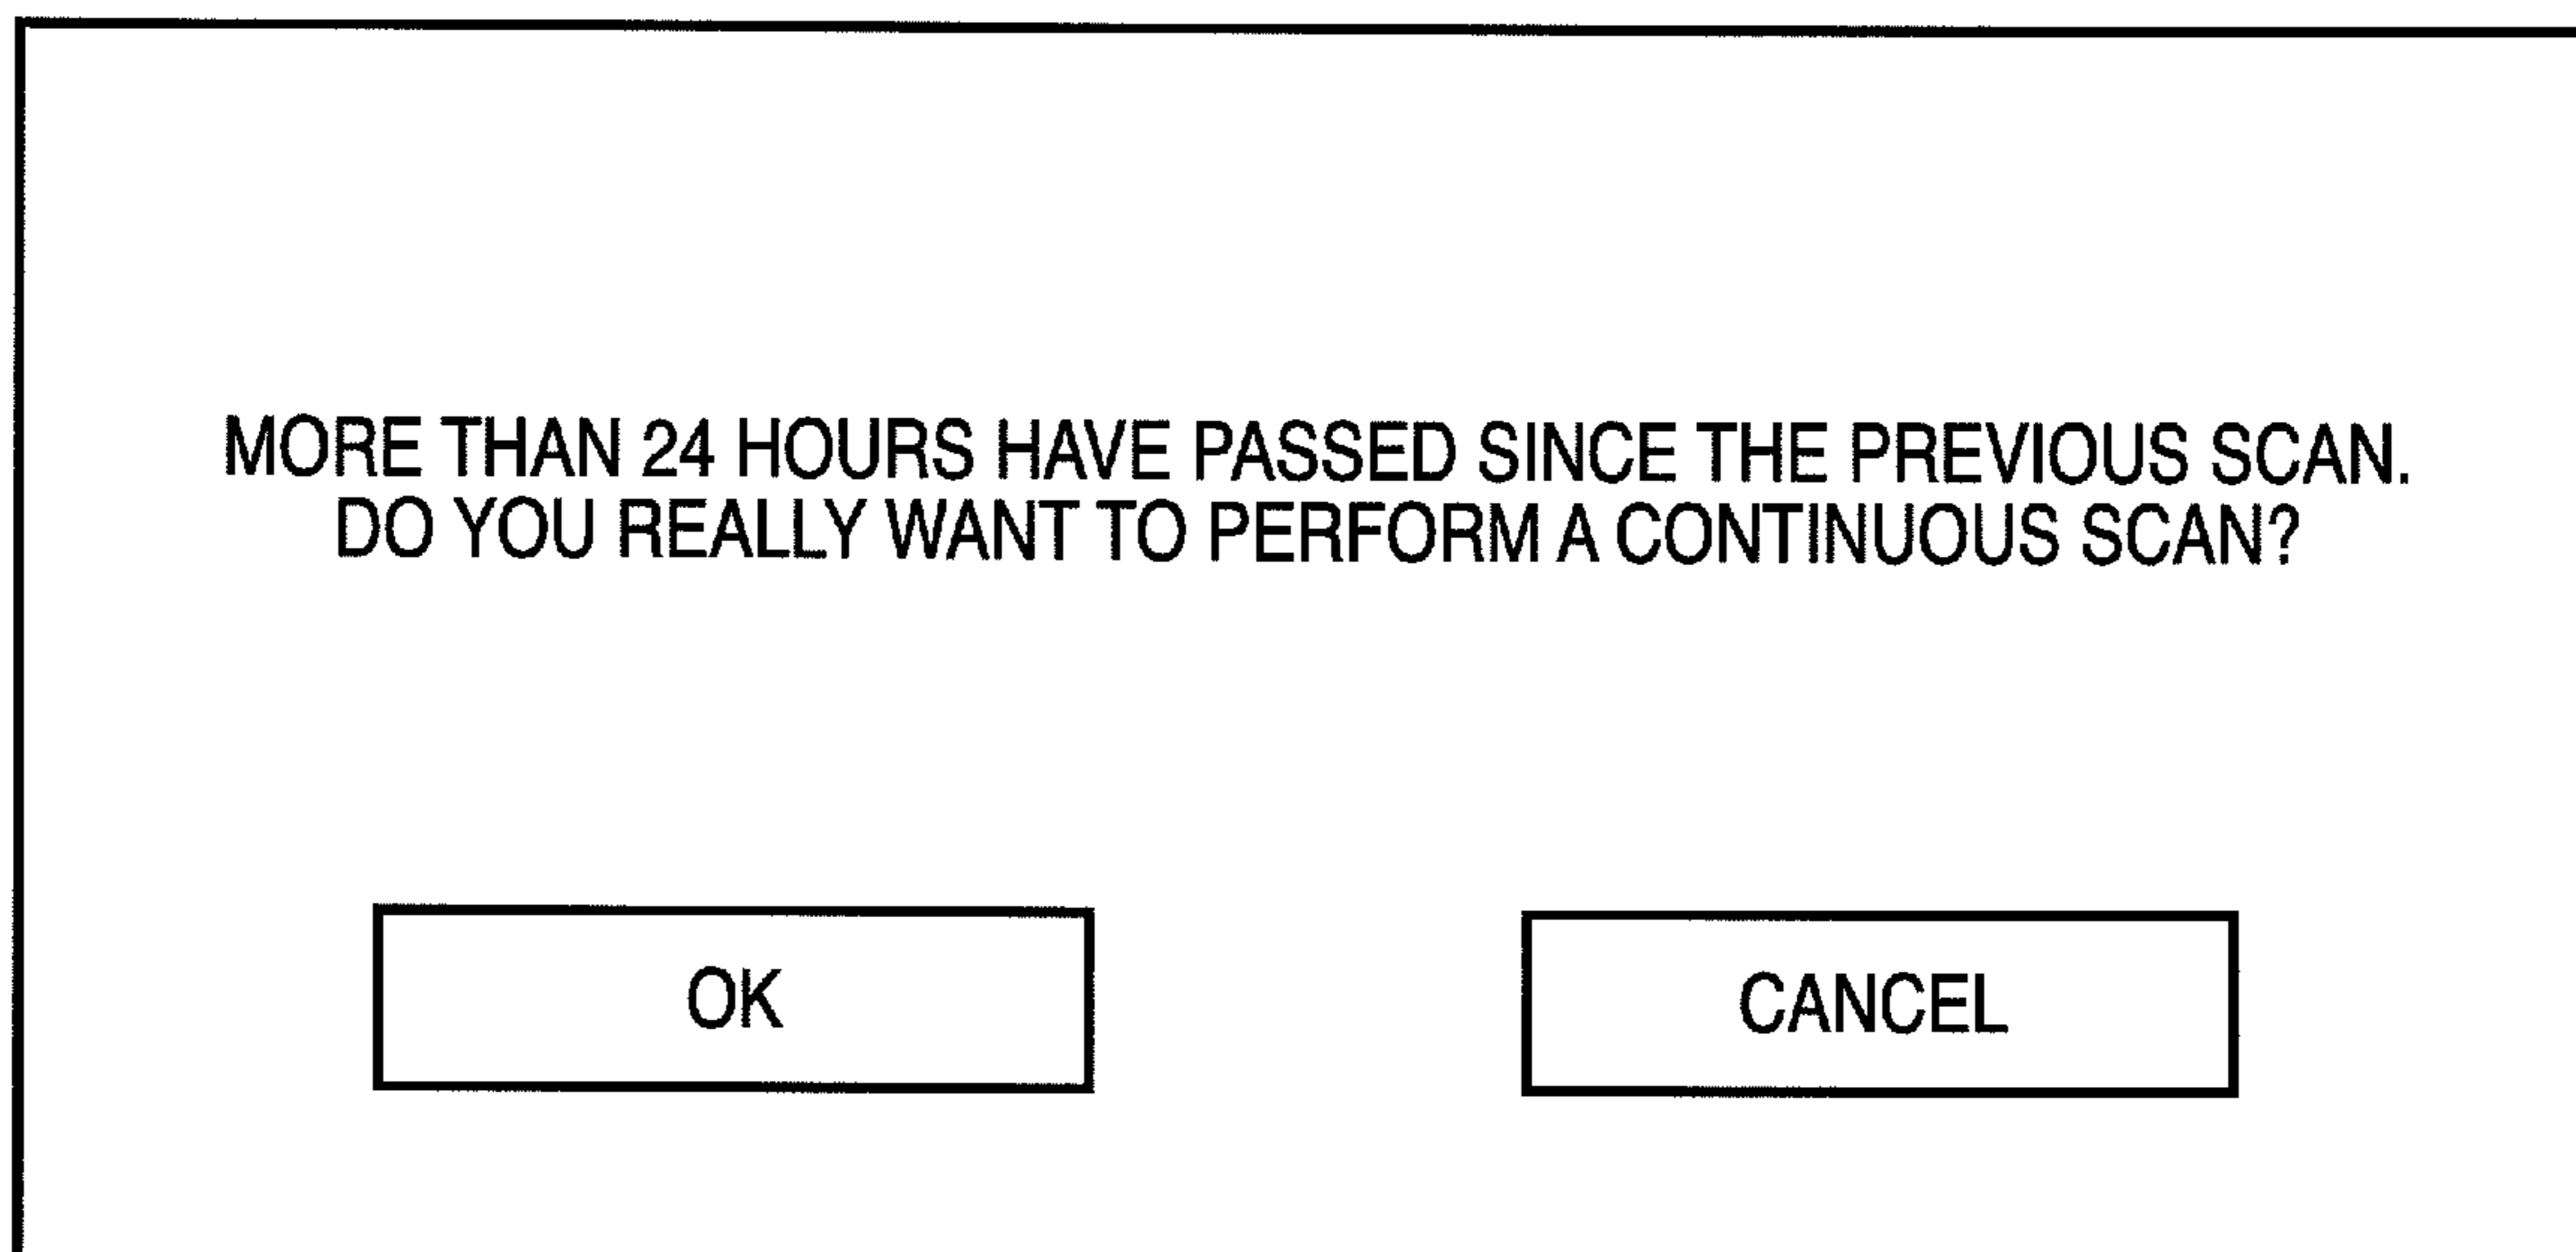 MORE THAN 24 HOURS HAVE PASSED SINCE THE PREVIOUS SCAN.
DO YOU REALLY WANT TO PERFORM A CONTINUOUS SCAN?
OK
CANCEL